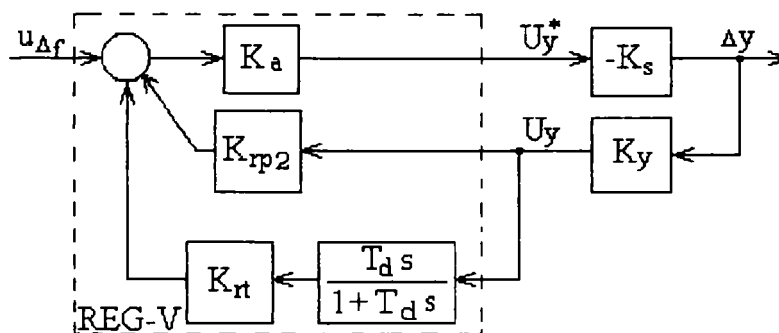 u_Δf
K_a
U_y^*
-K_s
Δy
K_rp2
U_y
K_y
K_rt
T_d s
1+T_d s
REG-V